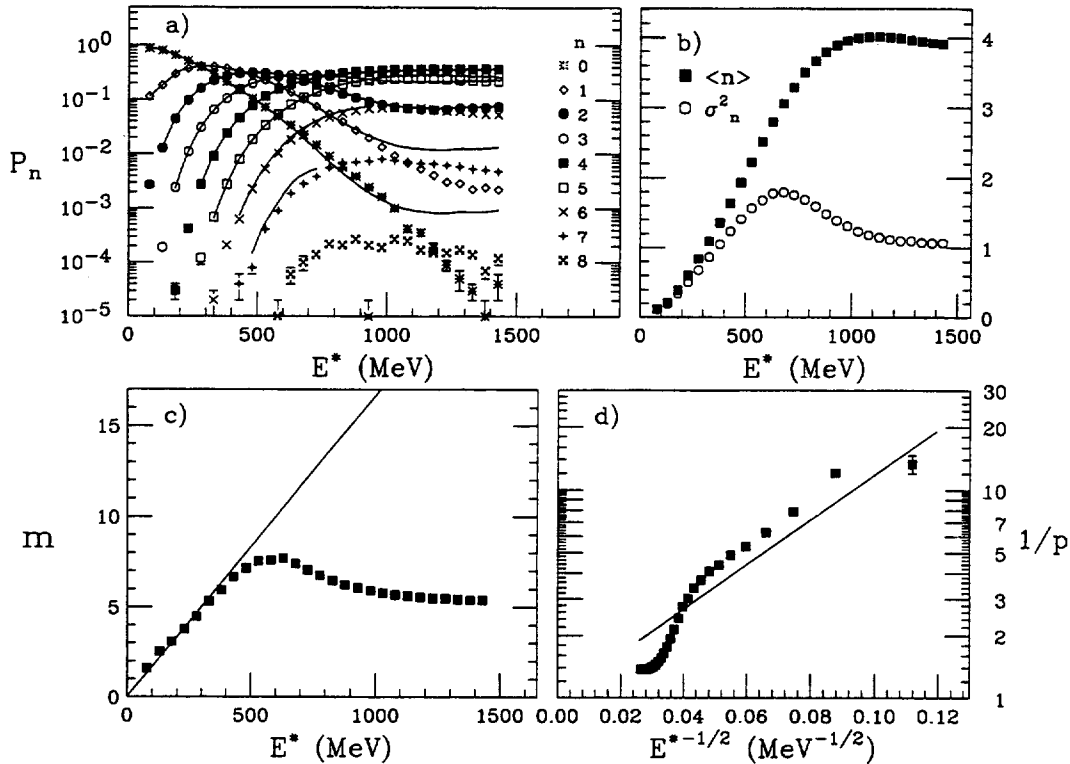 a)
P_n
10^0
10^-1
10^-2
10^-3
10^-4
10^-5
0 500 1000 1500
E^* (MeV)
n
0
1
2
3
4
5
6
7
8
b)
<n>
σ^2_n
4
3
2
1
0
0 500 1000 1500
E^* (MeV)
c)
m
15
10
5
0
0 500 1000 1500
E^* (MeV)
d)
30
20
10
7
5
3
2
1
1/p
0.0 0.02 0.04 0.06 0.08 0.10 0.12
E^*-1/2 (MeV^-1/2)